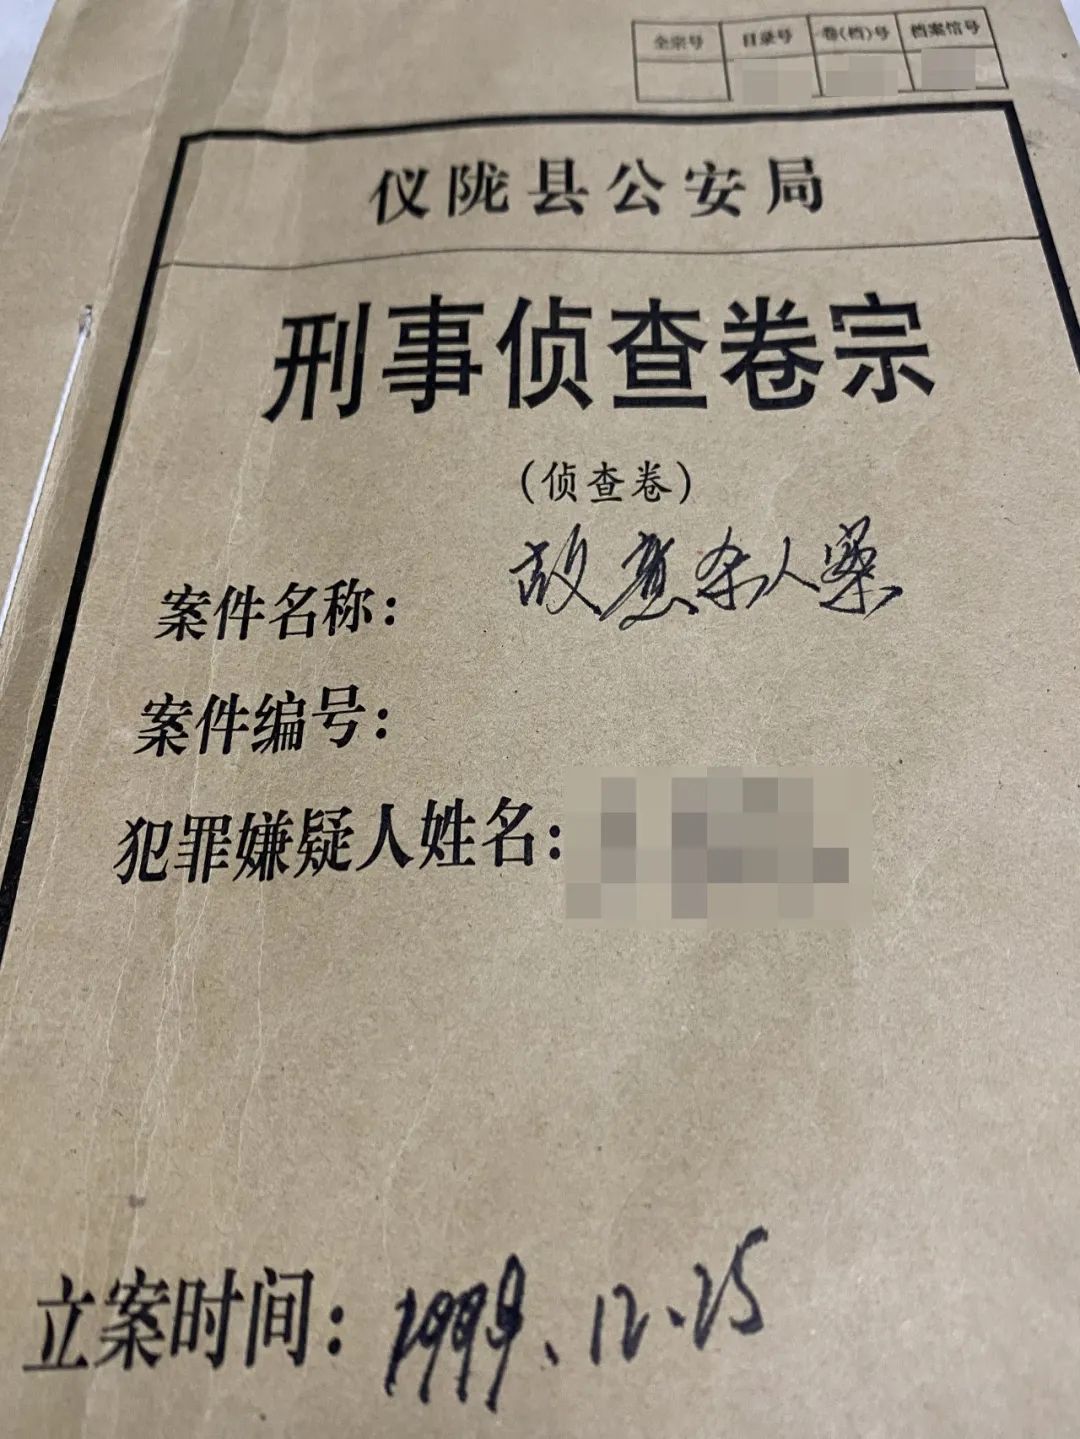 全宗号 目录号 卷(档)号 档案馆号
仪陇县公安局
刑事侦查卷宗
(侦查卷)
案件名称: 故意杀人案
案件编号:
犯罪嫌疑人姓名:
立案时间: 1999.12.25